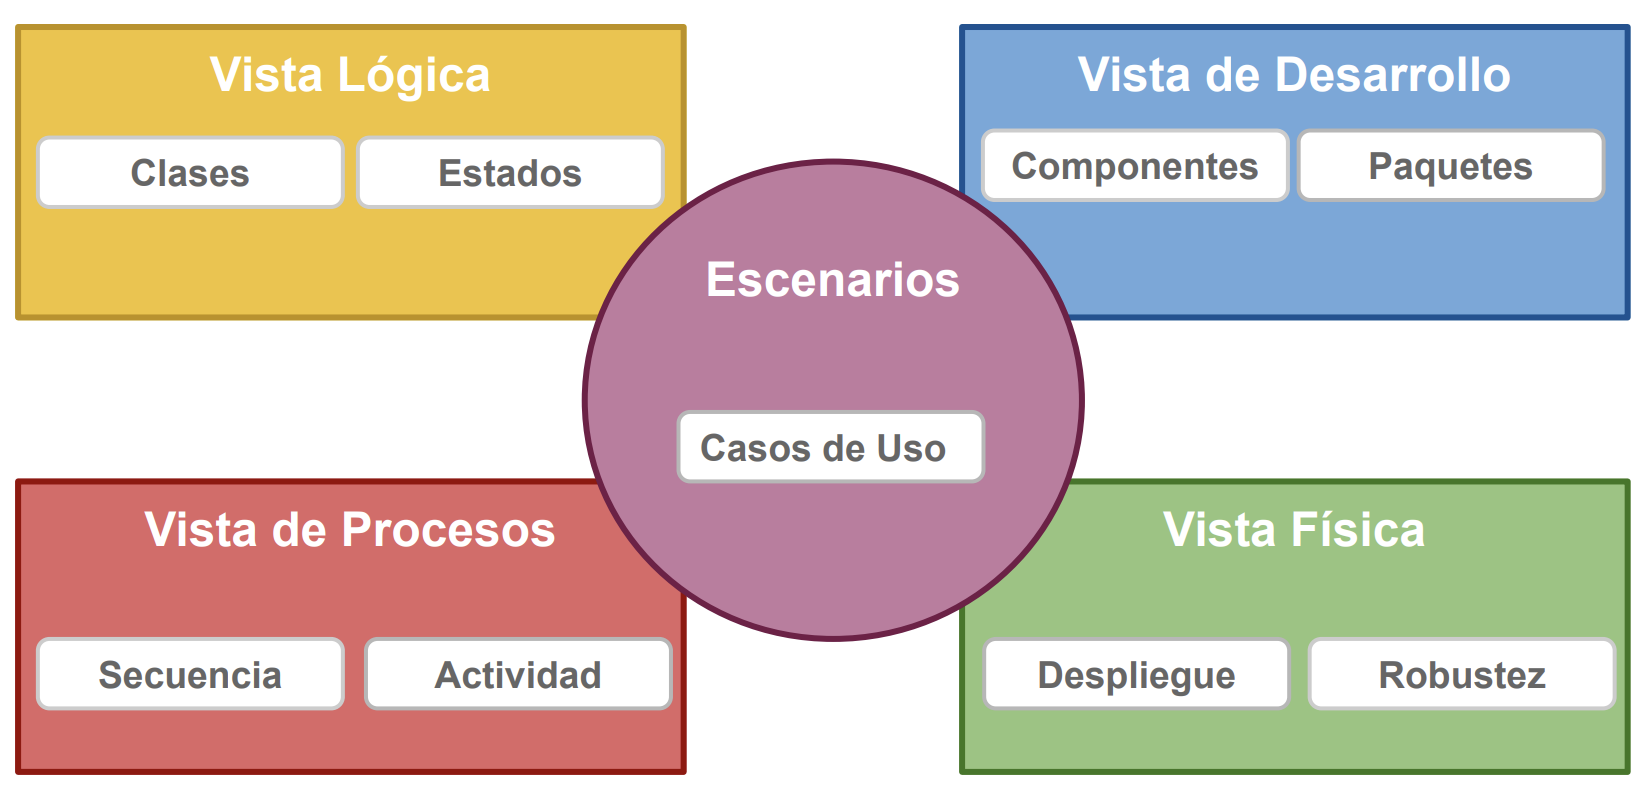 Vista Lógica
Clases
Estados
Vista de Desarrollo
Componentes
Paquetes
Escenarios
Casos de Uso
Vista de Procesos
Secuencia
Actividad
Vista Física
Despliegue
Robustez